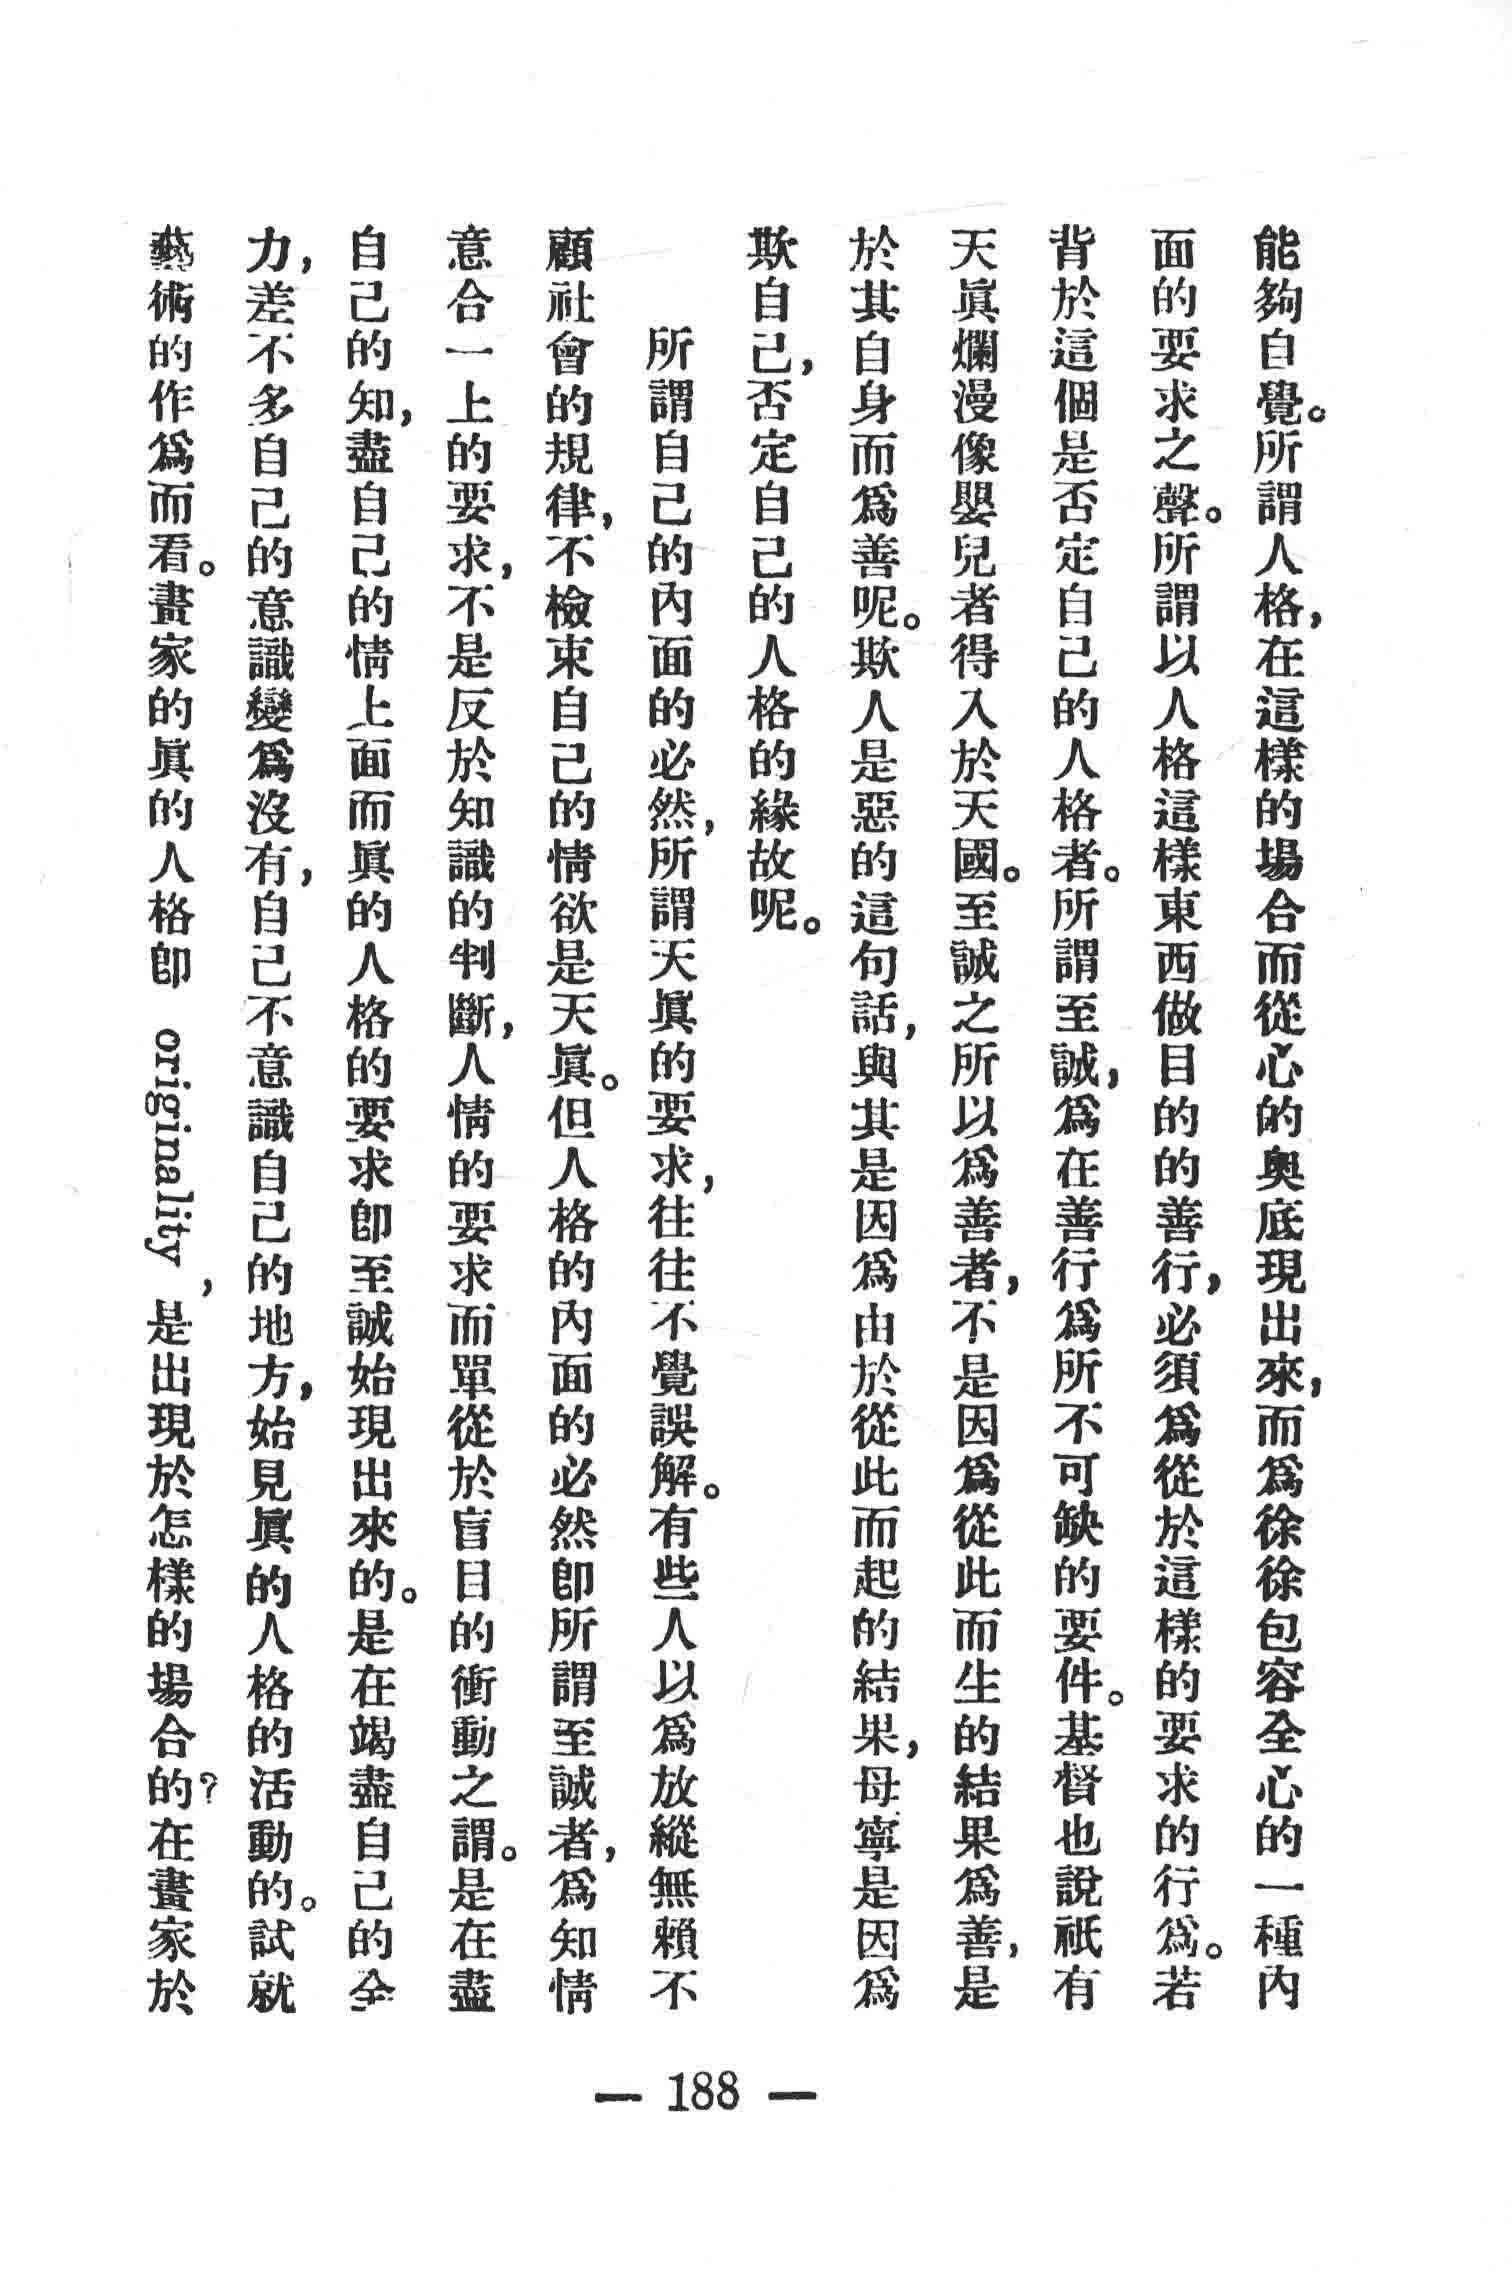 能夠自覺。所謂人格，在這樣的場合而從心的奧底現出來，而爲徐徐包容全心的一種內
面的要求之聲。所謂以人格這樣東西做目的的善行，必須爲從於這樣的要求的行爲。若
背於這個是否定自己的人格者。所謂至誠，爲在善行爲所不可缺的要件。基督也說祇有
天眞爛漫像嬰兒者得入於天國。至誠之所以爲善者，不是因爲從此而生的結果爲善，是
於其自身而爲善呢。欺人是惡的這句話，與其是因爲由於從此而起的結果，毋寧是因爲
欺自己，否定自己的人格的緣故呢。
所謂自己的內面的必然，所謂天眞的要求，往往不覺誤解。有些人以爲放縱無賴不
顧社會的規律，不檢束自己的情欲是天眞。但人格的內面的必然卽所謂至誠者，爲知情
意合一上的要求，不是反於知識的判斷，人情的要求而單從於盲目的衝動之謂。是在盡
自己的知，盡自己的情上面而眞的人格的要求卽至誠始現出來的。是在竭盡自己的全
力，差不多自己的意識變爲沒有，自己不意識自己的地方，始見眞的人格的活動的。試就
藝術的作爲而看。畫家的眞的人格卽 originality，是出現於怎樣的場合的？在畫家於
— 188 —